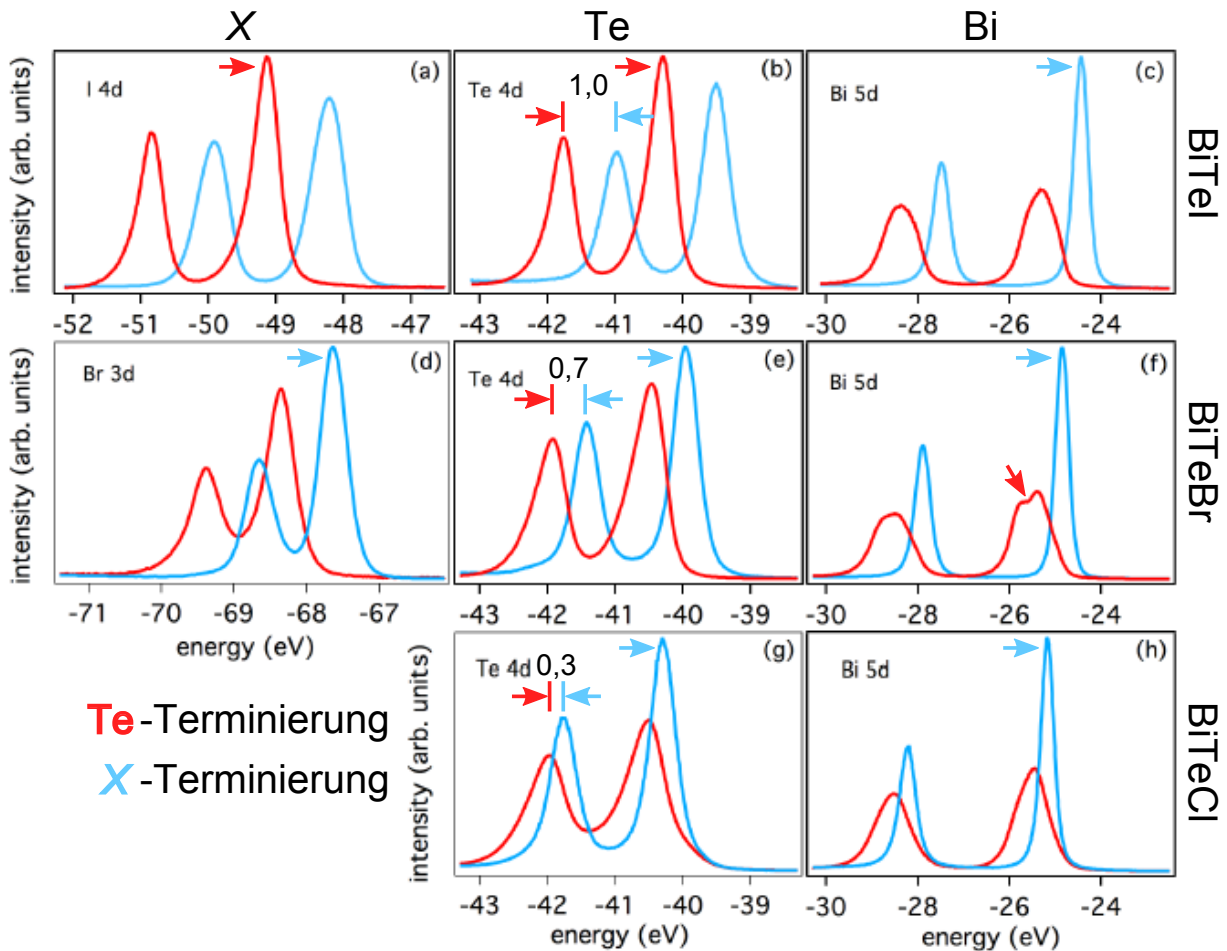 X Te Bi
intensity (arb. units)
I 4d
(a)
Te 4d
1,0
(b)
Bi 5d
(c)
BiTeI
-52 -51 -50 -49 -48 -47
-43 -42 -41 -40 -39
-30 -28 -26 -24
intensity (arb. units)
Br 3d
(d)
Te 4d
0,7
(e)
Bi 5d
(f)
BiTeBr
-71 -69 -68 -67
energy (eV)
-43 -42 -41 -40 -39
-30 -28 -26 -24
intensity (arb. units)
Te 4d
0,3
(g)
Bi 5d
(h)
BiTeCl
-43 -42 -41 -40 -39
energy (eV)
-30 -28 -26 -24
energy (eV)
Te-Terminierung
X-Terminierung